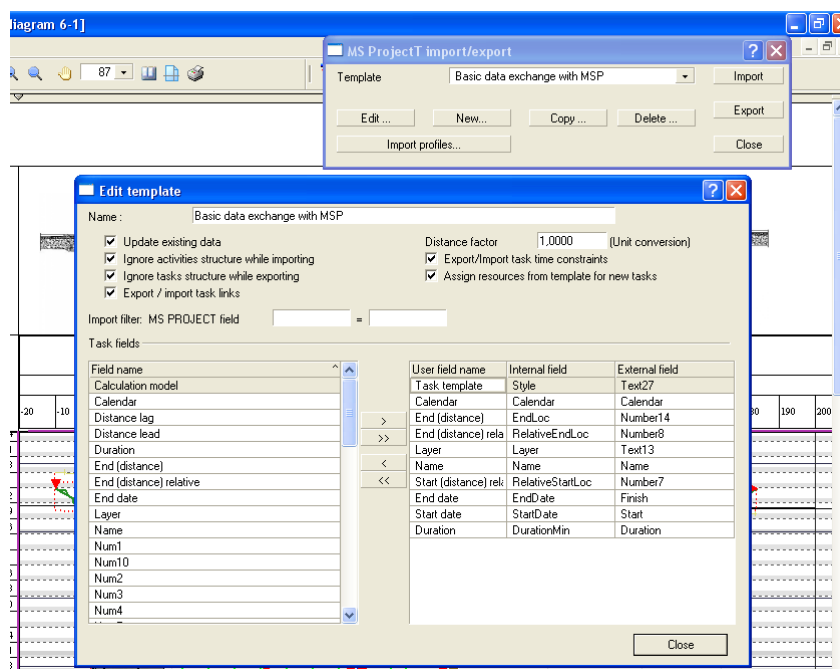 diagram 6-1]
MS ProjectT import/export
87
Template Basic data exchange with MSP Import
Edit ... New... Copy ... Delete ... Export
Import profiles... Close
Edit template
Name : Basic data exchange with MSP
Update existing data Distance factor 1,0000 (Unit conversion)
Ignore activities structure while importing Export/Import task time constraints
Ignore tasks structure while exporting Assign resources from template for new tasks
Export / import task links
Import filter: MS PROJECT field =
Task fields
Field name User field name Internal field External field
Calculation model Task template Style Text27
Calendar Calendar Calendar Calendar
Distance lag End (distance) EndLoc Number14
Distance lead End (distance) rela RelativeEndLoc Number8
Duration Layer Layer Text13
End (distance) Name Name Name
End (distance) relative Start (distance) rela RelativeStartLoc Number7
End date End date EndDate Finish
Layer Start date StartDate Start
Name Duration DurationMin Duration
Num1
Num10
Num2
Num3
Num4
> 
>>
<
<<
-20 -10 190 200
Close